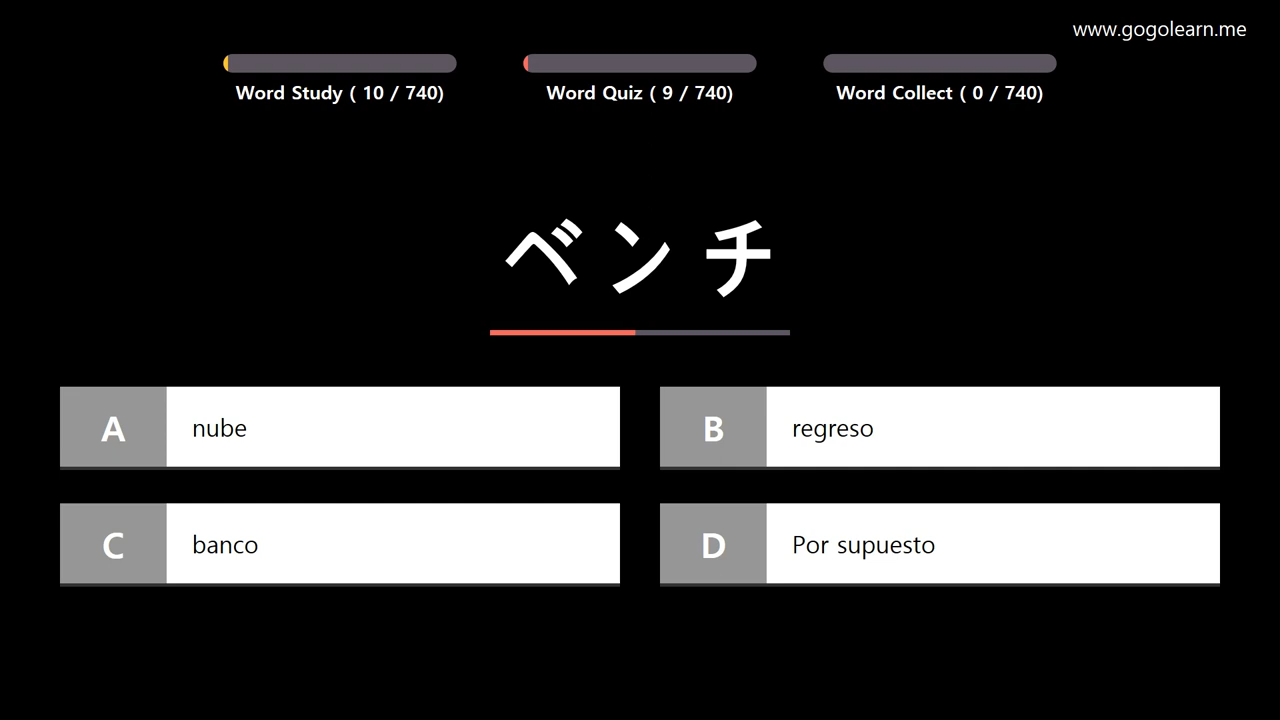 www.gogolearn.me
Word Study ( 10 / 740)
Word Quiz ( 9 / 740)
Word Collect ( 0 / 740)
ベンチ
A nube
B regreso
C banco
D Por supuesto